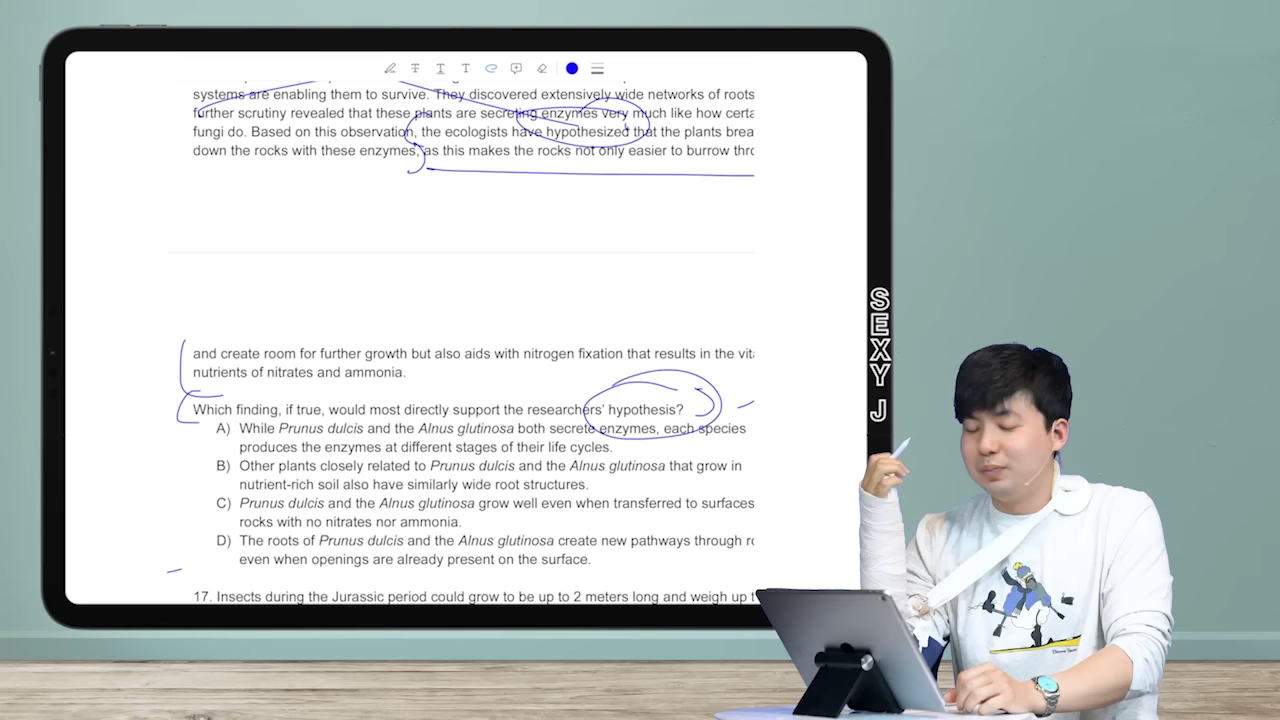 systems are enabling them to survive. They discovered extensively wide networks of roots
further scrutiny revealed that these plants are secreting enzymes very much like how certa
fungi do. Based on this observation, the ecologists have hypothesized that the plants brea
down the rocks with these enzymes, as this makes the rocks not only easier to burrow thro
and create room for further growth but also aids with nitrogen fixation that results in the vita
nutrients of nitrates and ammonia.
Which finding, if true, would most directly support the researchers' hypothesis?
A) While Prunus dulcis and the Alnus glutinosa both secrete enzymes, each species
produces the enzymes at different stages of their life cycles.
B) Other plants closely related to Prunus dulcis and the Alnus glutinosa that grow in
nutrient-rich soil also have similarly wide root structures.
C) Prunus dulcis and the Alnus glutinosa grow well even when transferred to surfaces
rocks with no nitrates nor ammonia.
D) The roots of Prunus dulcis and the Alnus glutinosa create new pathways through ro
even when openings are already present on the surface.
17. Insects during the Jurassic period could grow to be up to 2 meters long and weigh up t
SEXY J